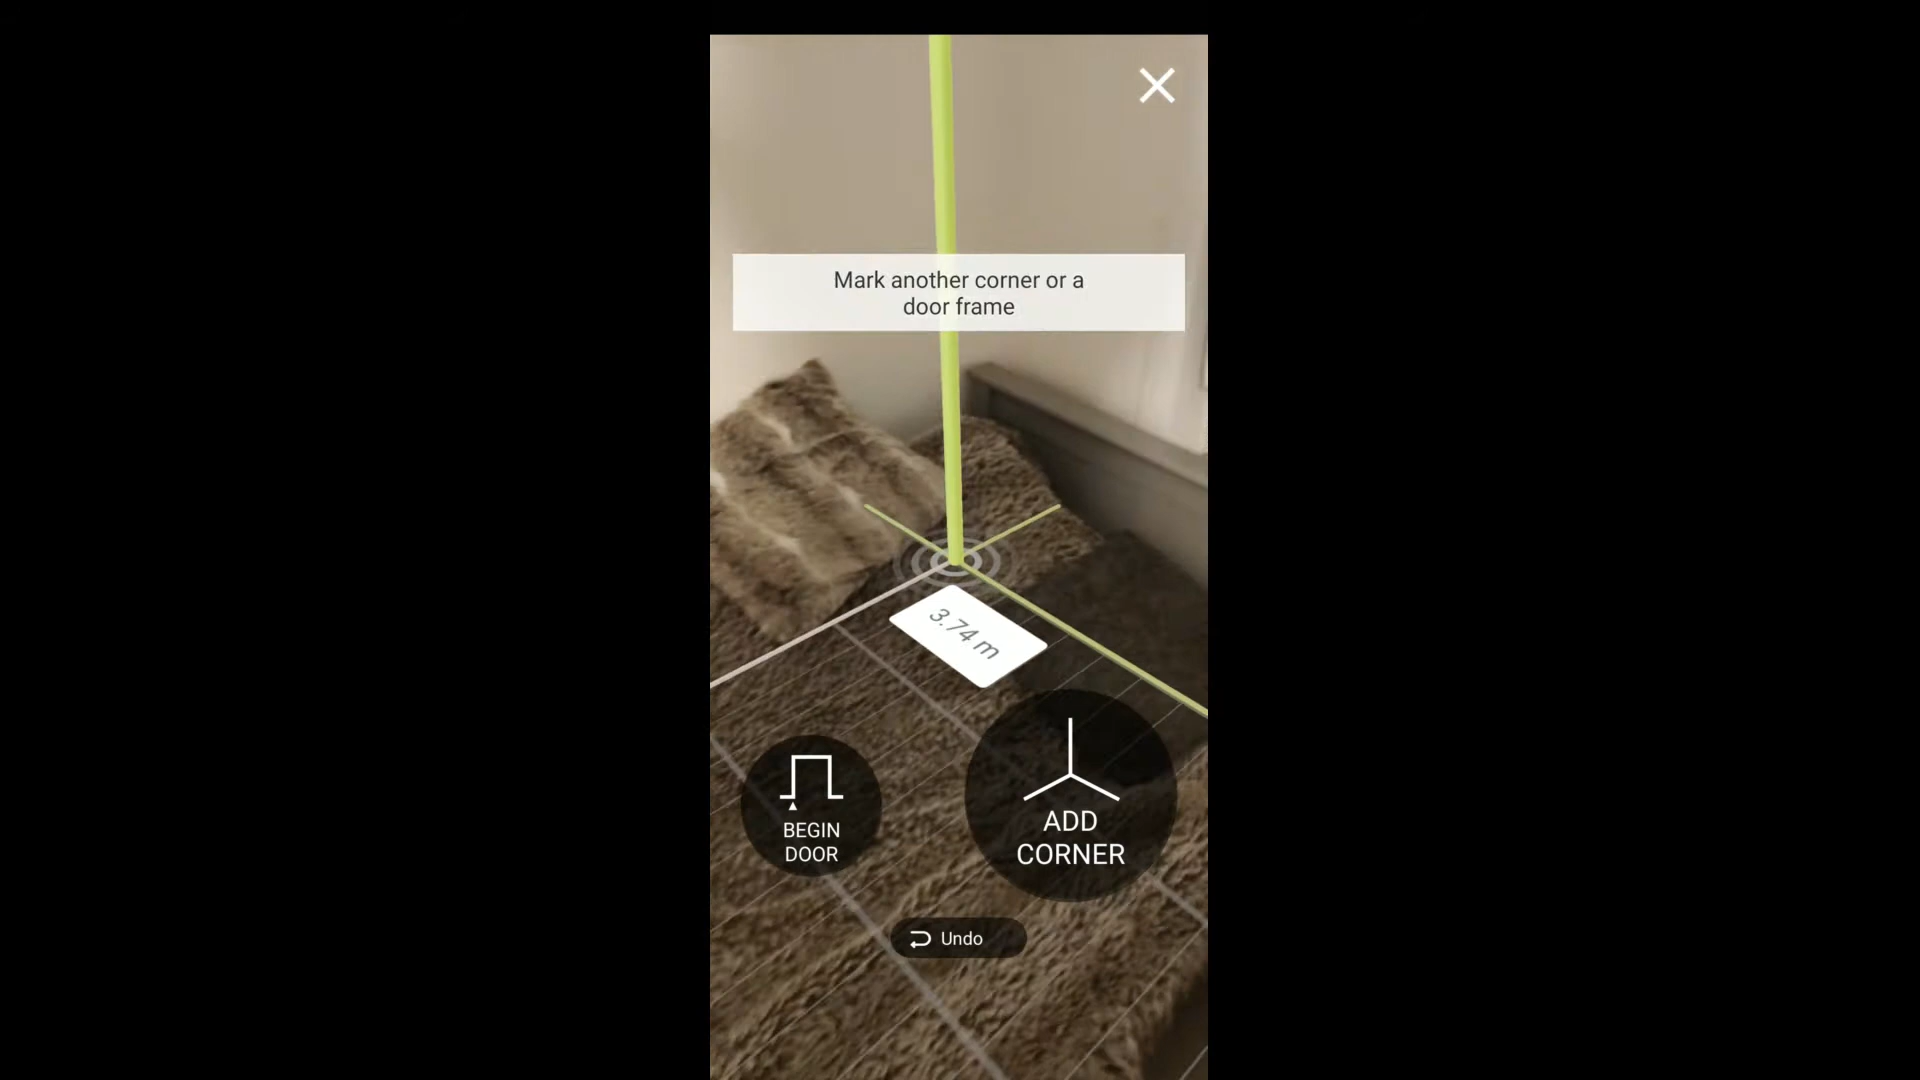 Mark another corner or a
door frame
3.74 m
BEGIN
DOOR
ADD
CORNER
Undo